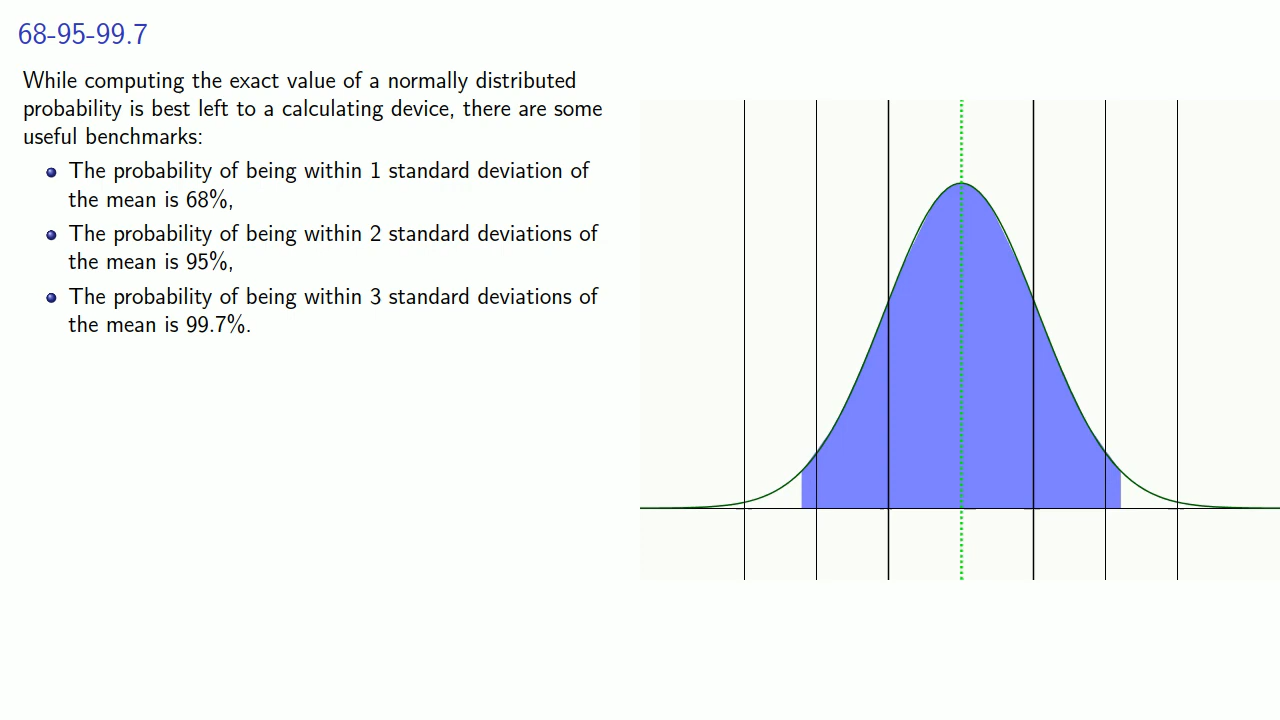 68-95-99.7
While computing the exact value of a normally distributed
probability is best left to a calculating device, there are some
useful benchmarks:
The probability of being within 1 standard deviation of
the mean is 68%,
The probability of being within 2 standard deviations of
the mean is 95%,
The probability of being within 3 standard deviations of
the mean is 99.7%.